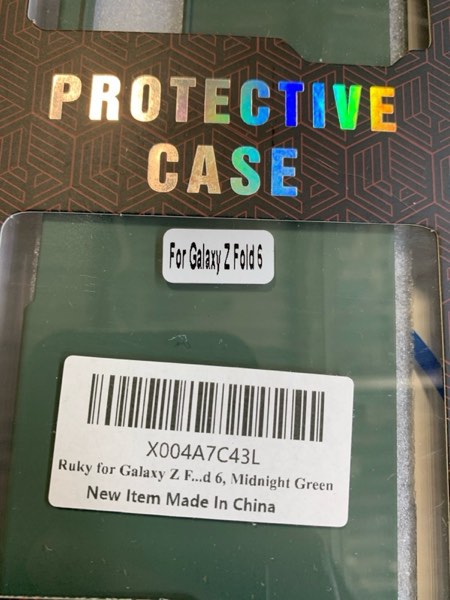 PROTECTIVE
CASE
For Galaxy Z Fold 6
X004A7C43L
Ruky for Galaxy Z F...d 6, Midnight Green
New Item Made In China